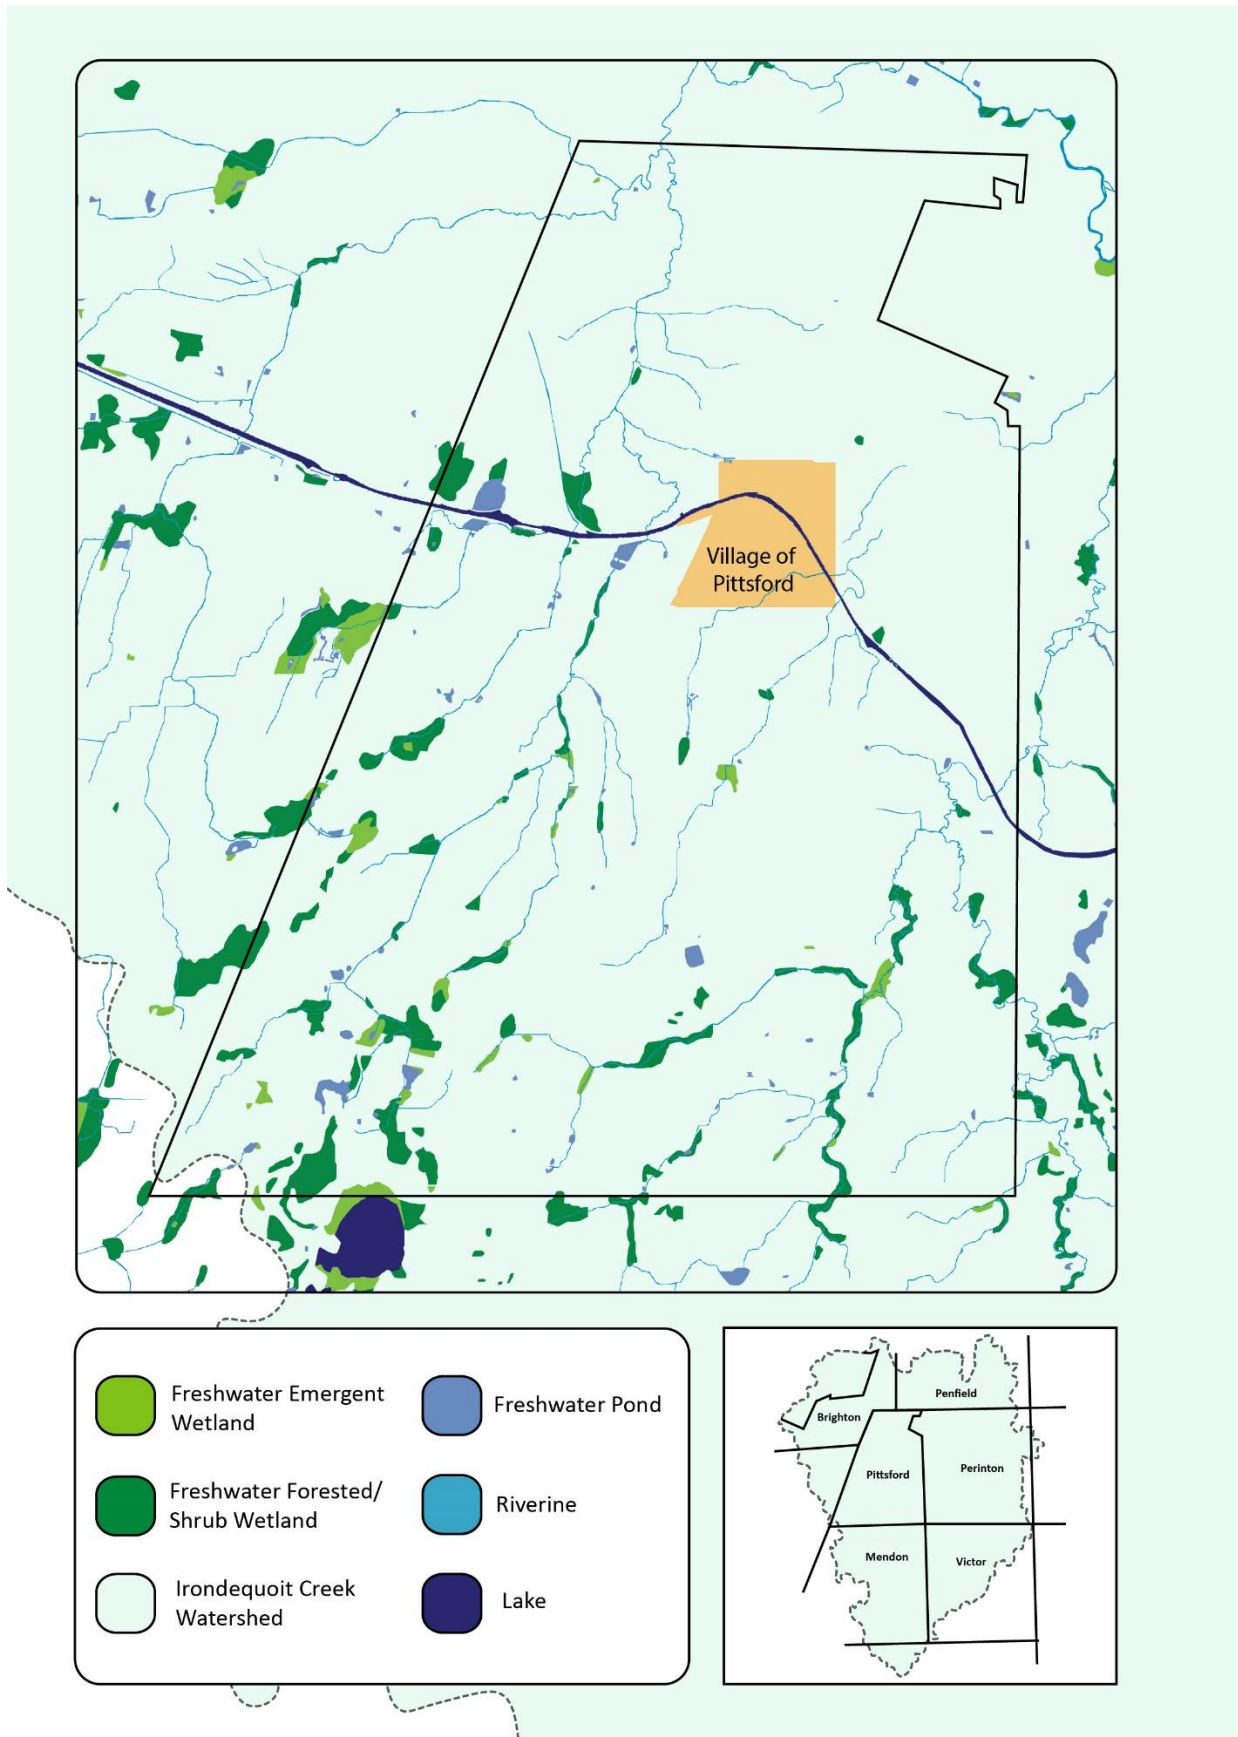 Village of
Pittsford
Freshwater Emergent
Wetland
Freshwater Forested/
Shrub Wetland
Irondequoit Creek
Watershed
Freshwater Pond
Riverine
Lake
Penfield
Brighton
Pittsford
Perinton
Mendon
Victor